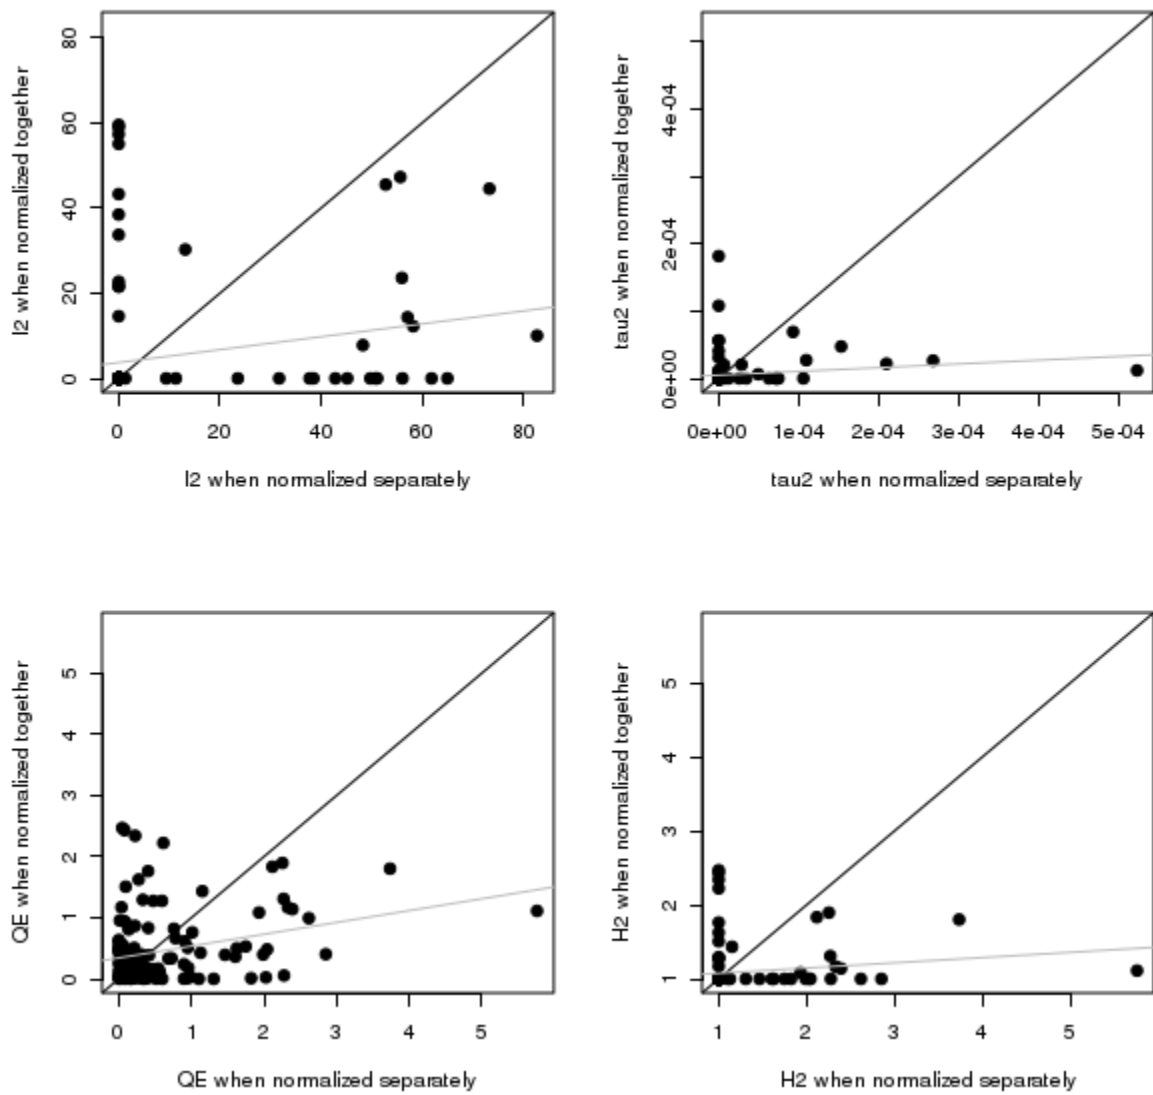 80
60
40
20
0
I2 when normalized together
0 20 40 60 80
I2 when normalized separately
4e-04
2e-04
0e+00
tau2 when normalized together
0e+00 1e-04 2e-04 3e-04 4e-04 5e-04
tau2 when normalized separately
5
4
3
2
1
0
QE when normalized together
0 1 2 3 4 5
QE when normalized separately
5
4
3
2
1
H2 when normalized together
1 2 3 4 5
H2 when normalized separately